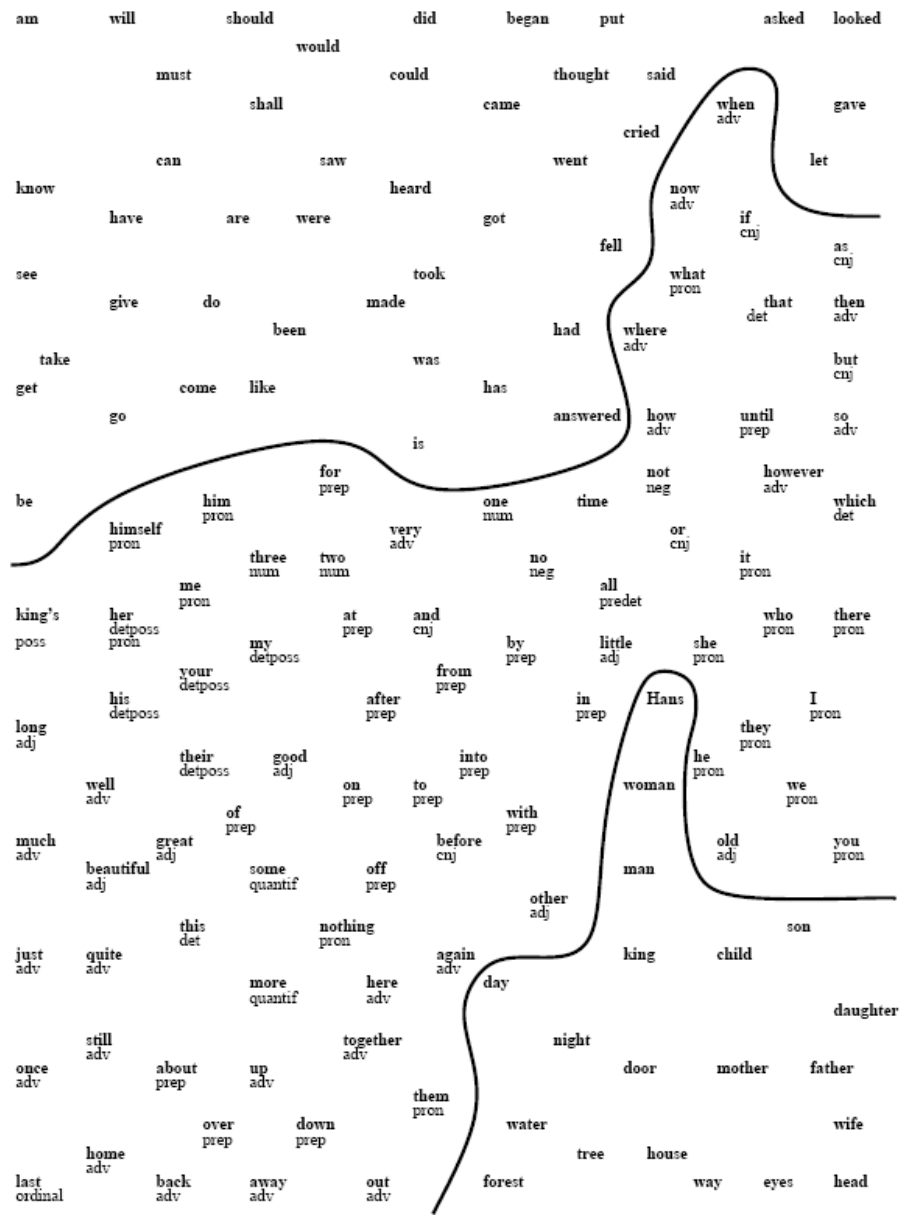 am will should did began put asked looked
would
must could thought said
shall came when gave
adv
cried
can saw went let
know heard now
adv
have are were got if
cnj
fell as
cnj
see took what
pron
give do made that then
det adv
been had where
adv
take was but
cnj
get come like has
go answered how until so
adv prep adv
is
for not however
prep neg adv
be him one time which
pron num det
himself very or
pron adv cnj
three two no it
num num neg pron
me all
pron predet
king's her at and who there
detposs prep cnj pron pron
poss pron my by little she
detposs prep adj pron
your from
detposs prep
his after in Hans I
detposs prep prep pron
long they
adj pron
their good into he
detposs adj prep pron
well on to woman we
adv prep prep pron
of with
prep prep
much great before old you
adv adj cnj adj pron
beautiful some off man
adj quantif prep
other
adj
this nothing son
det pron
just quite again king child
adv adv adv
more here day
quantif adv
daughter
still together night
adv adv
once about up door mother father
adv prep adv
them
pron
over down water wife
prep prep
home tree house
adv
last back away out forest way eyes head
ordinal adv adv adv